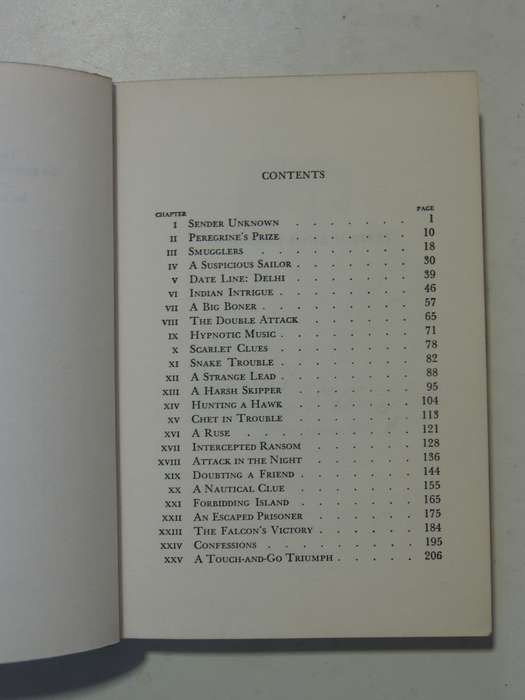 CONTENTS
CHAPTER PAGE
I SENDER UNKNOWN . . . . . . . 1
II PEREGRINE'S PRIZE . . . . . . 10
III SMUGGLERS . . . . . . . . 18
IV A SUSPICIOUS SAILOR . . . . . . 30
V DATE LINE: DELHI . . . . . . 39
VI INDIAN INTRIGUE . . . . . . . 46
VII A BIG BONER . . . . . . . . 57
VIII THE DOUBLE ATTACK . . . . . 65
IX HYPNOTIC MUSIC . . . . . . . 71
X SCARLET CLUES . . . . . . . 78
XI SNAKE TROUBLE . . . . . . . 82
XII A STRANGE LEAD . . . . . . . 88
XIII A HARSH SKIPPER . . . . . . 95
XIV HUNTING A HAWK . . . . . . 104
XV CHET IN TROUBLE . . . . . . 113
XVI A RUSE . . . . . . . . 121
XVII INTERCEPTED RANSOM . . . . . 128
XVIII ATTACK IN THE NIGHT . . . . . 136
XIX DOUBTING A FRIEND . . . . . . 144
XX A NAUTICAL CLUE . . . . . . 155
XXI FORBIDDING ISLAND . . . . . . 165
XXII AN ESCAPED PRISONER . . . . . 175
XXIII THE FALCON'S VICTORY . . . . . 184
XXIV CONFESSIONS . . . . . . . . 195
XXV A TOUCH-AND-GO TRIUMPH . . . . 206